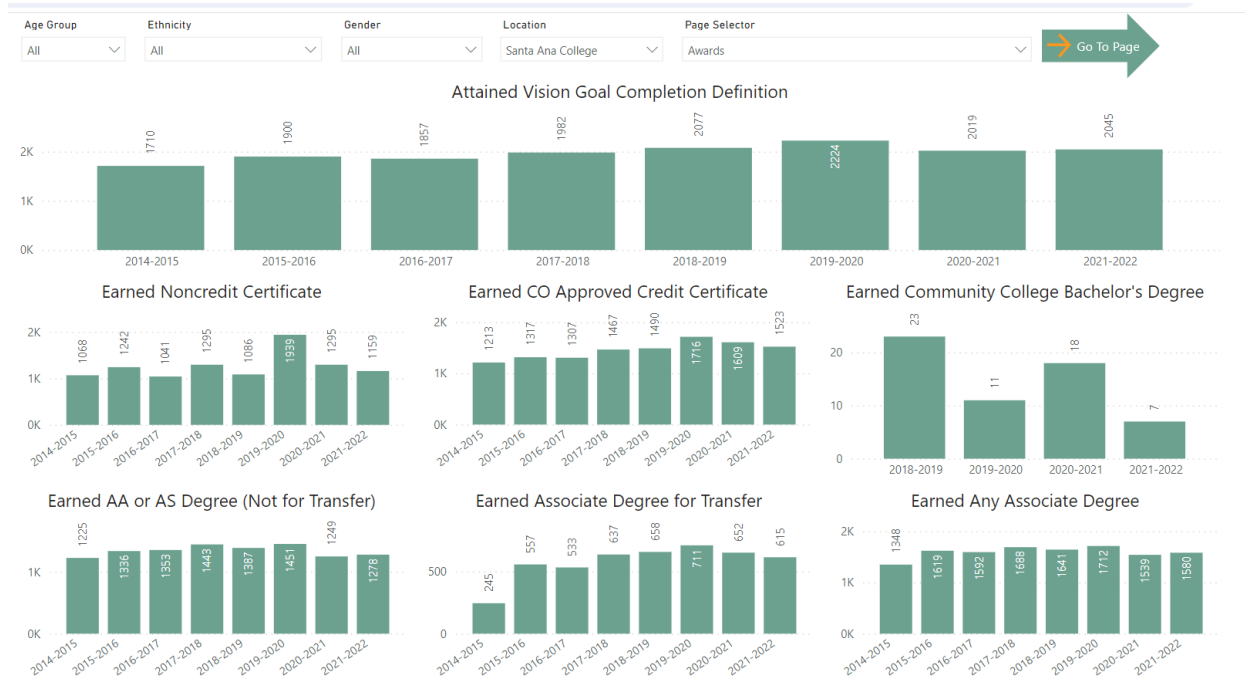 Age Group Ethnicity Gender Location Page Selector
All All All Santa Ana College Awards Go To Page
Attained Vision Goal Completion Definition
1710 1900 1857 1982 2077 2224 2019 2045
2K
1K
0K
2014-2015 2015-2016 2016-2017 2017-2018 2018-2019 2019-2020 2020-2021 2021-2022
Earned Noncredit Certificate
1068 1242 1041 1295 1086 1939 1295 1159
2K
1K
0K
2014-2015 2015-2016 2016-2017 2017-2018 2018-2019 2019-2020 2020-2021 2021-2022
Earned CO Approved Credit Certificate
1213 1317 1307 1467 1490 1716 1609 1523
2K
1K
0K
2014-2015 2015-2016 2016-2017 2017-2018 2018-2019 2019-2020 2020-2021 2021-2022
Earned Community College Bachelor's Degree
23 11 18 7
20
10
0
2018-2019 2019-2020 2020-2021 2021-2022
Earned AA or AS Degree (Not for Transfer)
1225 1336 1353 1443 1387 1451 1249 1278
1K
0K
2014-2015 2015-2016 2016-2017 2017-2018 2018-2019 2019-2020 2020-2021 2021-2022
Earned Associate Degree for Transfer
245 557 533 637 658 711 652 615
500
0
2014-2015 2015-2016 2016-2017 2017-2018 2018-2019 2019-2020 2020-2021 2021-2022
Earned Any Associate Degree
1348 1619 1592 1688 1641 1712 1539 1580
2K
1K
0K
2014-2015 2015-2016 2016-2017 2017-2018 2018-2019 2019-2020 2020-2021 2021-2022